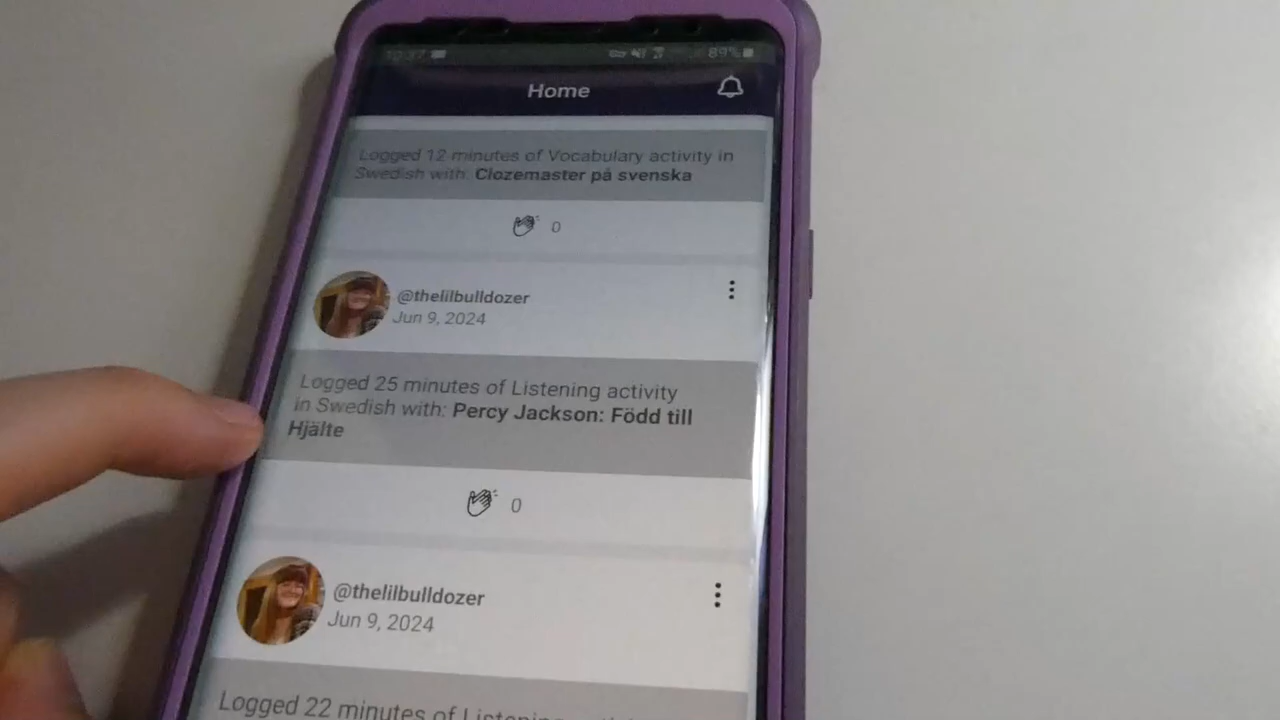 89%
Home
Logged 12 minutes of Vocabulary activity in
Swedish with: Clozemaster på svenska
0
@thelilbulldozer
Jun 9, 2024
Logged 25 minutes of Listening activity
in Swedish with: Percy Jackson: Född till
Hjälte
0
@thelilbulldozer
Jun 9, 2024
Logged 22 minutes of Listening